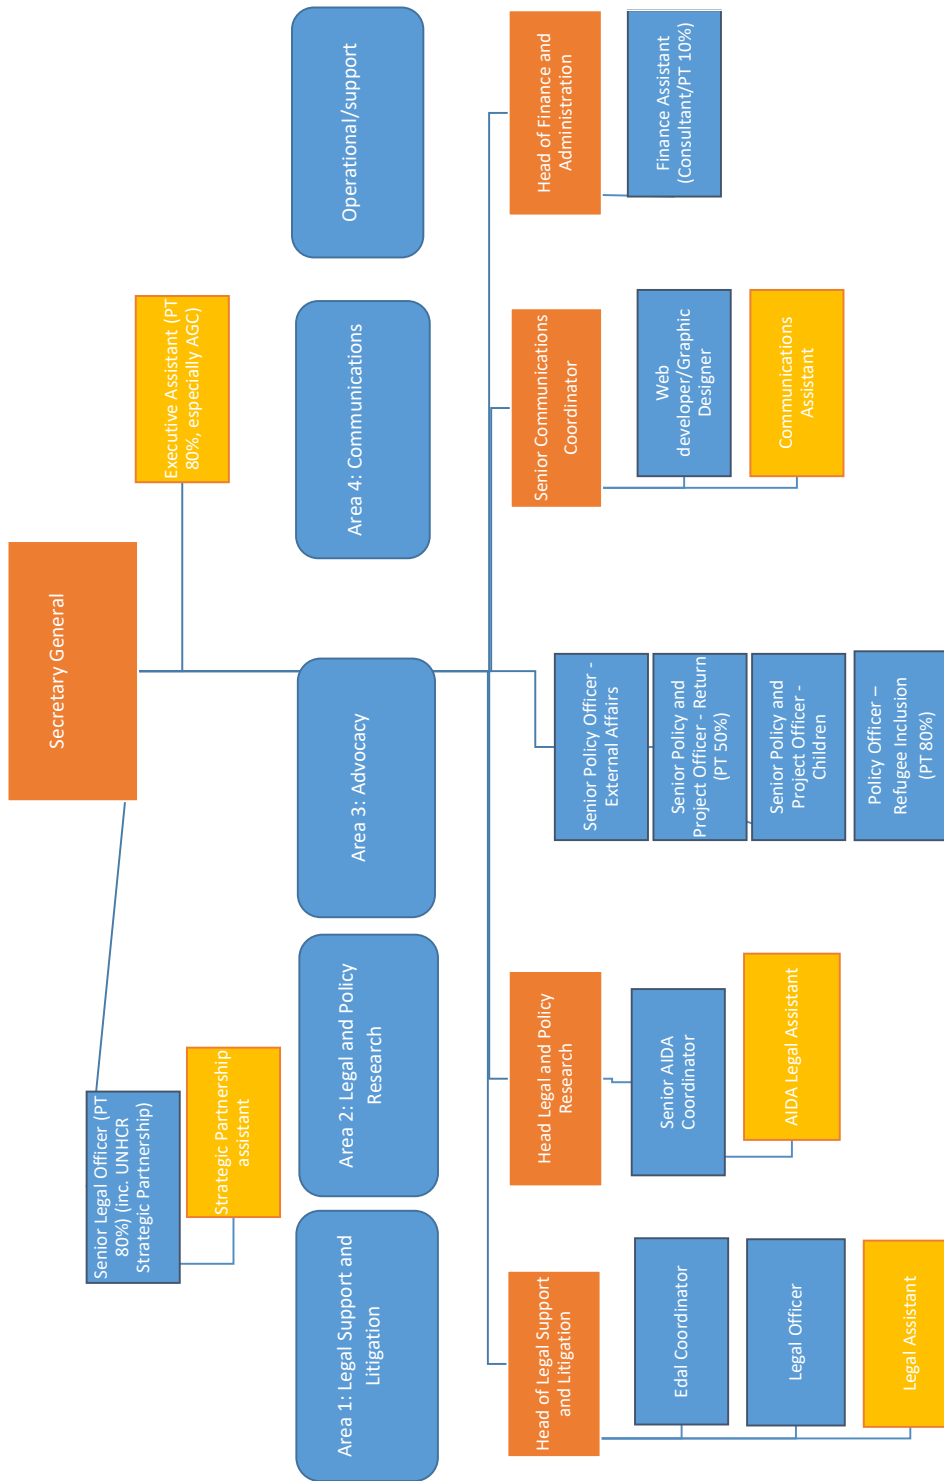 Secretary General
Senior Legal Officer (PT
80%) (inc. UNHCR
Strategic Partnership)
Strategic Partnership
assistant
Executive Assistant (PT
80%, especially AGC)
Area 1: Legal Support and
Litigation
Area 2: Legal and Policy
Research
Area 3: Advocacy
Area 4: Communications
Operational/support
Head of Legal Support
and Litigation
Edal Coordinator
Legal Officer
Legal Assistant
Head Legal and Policy
Research
Senior AIDA
Coordinator
AIDA Legal Assistant
Senior Policy Officer -
External Affairs
Senior Policy and
Project Officer - Return
(PT 50%)
Senior Policy and
Project Officer -
Children
Policy Officer –
Refugee Inclusion
(PT 80%)
Senior Communications
Coordinator
Web
developer/Graphic
Designer
Communications
Assistant
Head of Finance and
Administration
Finance Assistant
(Consultant/PT 10%)